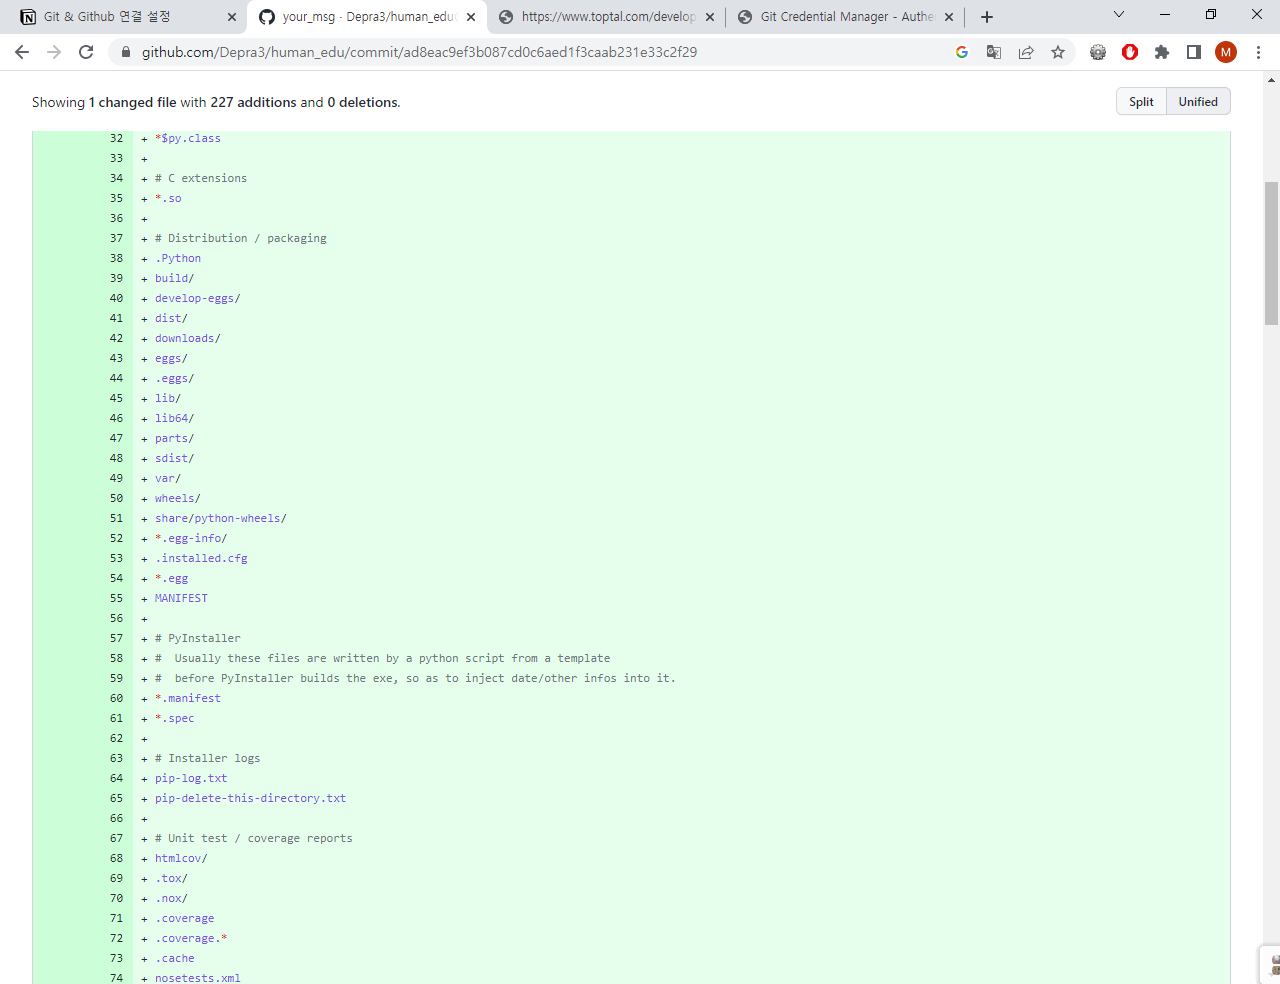 Git & Github 연결 설정
your_msg · Depra3/human_edu
https://www.toptal.com/develop
Git Credential Manager - Authe
github.com/Depra3/human_edu/commit/ad8eac9ef3b087cd0c6aed1f3caab231e33c2f29
M
Showing 1 changed file with 227 additions and 0 deletions.
Split Unified
32 + *$py.class
33 +
34 + # C extensions
35 + *.so
36 +
37 + # Distribution / packaging
38 + .Python
39 + build/
40 + develop-eggs/
41 + dist/
42 + downloads/
43 + eggs/
44 + .eggs/
45 + lib/
46 + lib64/
47 + parts/
48 + sdist/
49 + var/
50 + wheels/
51 + share/python-wheels/
52 + *.egg-info/
53 + .installed.cfg
54 + *.egg
55 + MANIFEST
56 +
57 + # PyInstaller
58 + #  Usually these files are written by a python script from a template
59 + #  before PyInstaller builds the exe, so as to inject date/other infos into it.
60 + *.manifest
61 + *.spec
62 +
63 + # Installer logs
64 + pip-log.txt
65 + pip-delete-this-directory.txt
66 +
67 + # Unit test / coverage reports
68 + htmlcov/
69 + .tox/
70 + .nox/
71 + .coverage
72 + .coverage.*
73 + .cache
74 + nosetests.xml